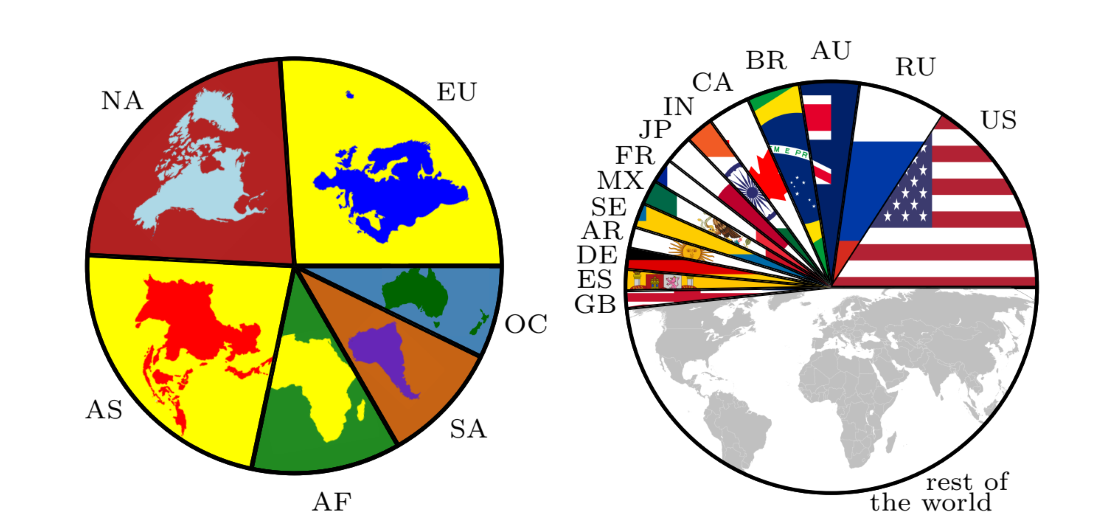 NA
EU
AS
AF
SA
OC
GB
ES
DE
AR
SE
MX
FR
JP
IN
CA
BR
AU
RU
US
M E PR
rest of
the world